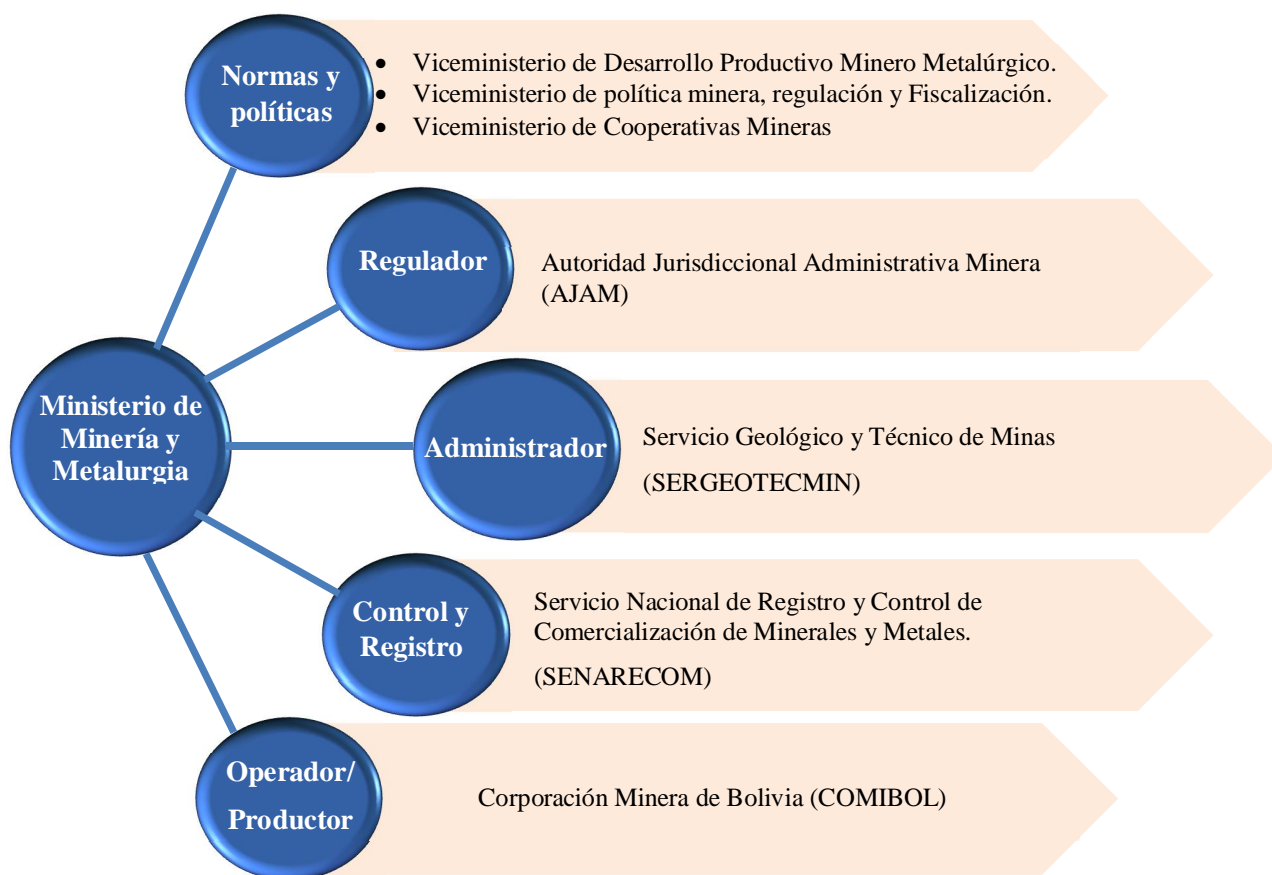 Normas y
políticas
• Viceministerio de Desarrollo Productivo Minero Metalúrgico.
• Viceministerio de política minera, regulación y Fiscalización.
• Viceministerio de Cooperativas Mineras
Regulador
Autoridad Jurisdiccional Administrativa Minera
(AJAM)
Ministerio de
Minería y
Metalurgia
Administrador
Servicio Geológico y Técnico de Minas
(SERGEOTECMIN)
Control y
Registro
Servicio Nacional de Registro y Control de
Comercialización de Minerales y Metales.
(SENARECOM)
Operador/
Productor
Corporación Minera de Bolivia (COMIBOL)